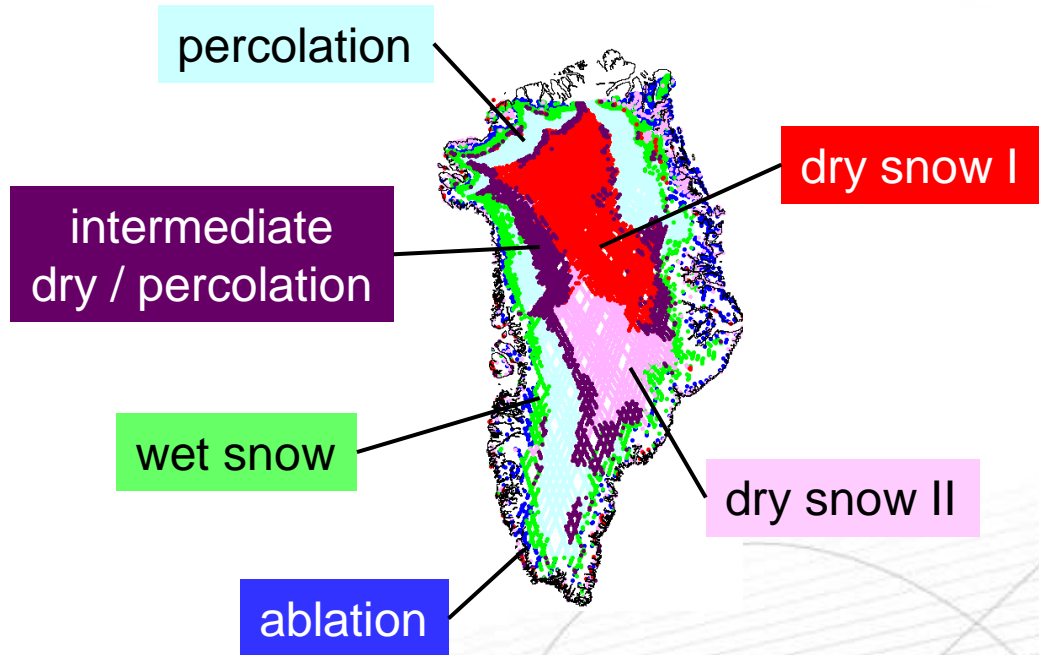 percolation
dry snow I
intermediate
dry / percolation
wet snow
dry snow II
ablation